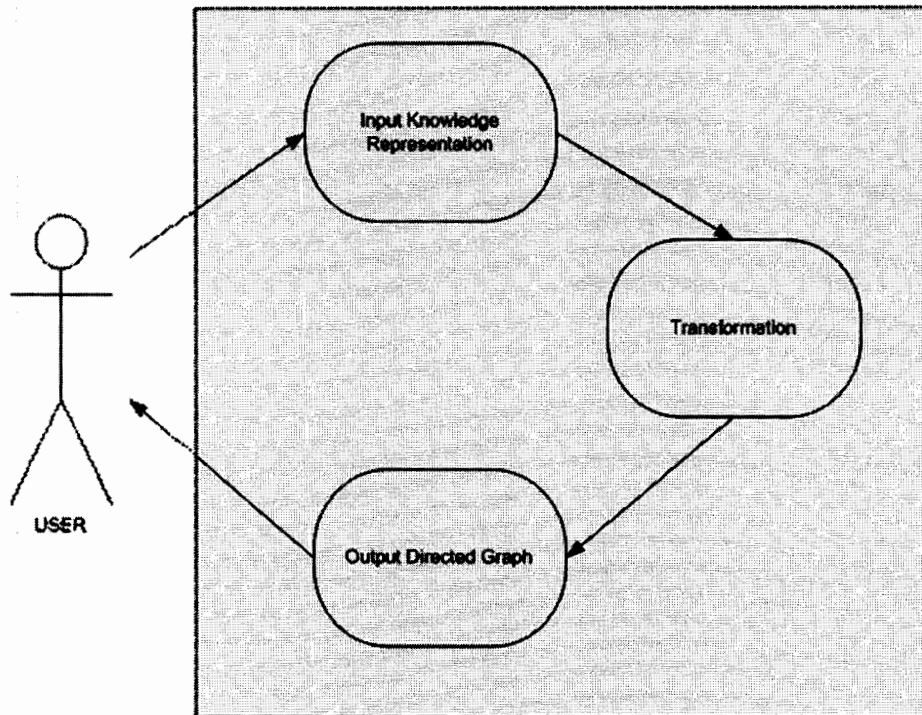 Input Knowledge
Representation
Transformation
USER
Output Directed Graph